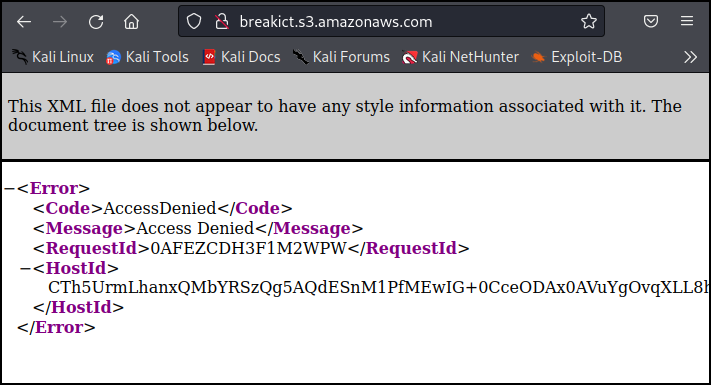 breakict.s3.amazonaws.com
Kali Linux Kali Tools Kali Docs Kali Forums Kali NetHunter Exploit-DB
This XML file does not appear to have any style information associated with it. The
document tree is shown below.
−<Error>
<Code>AccessDenied</Code>
<Message>Access Denied</Message>
<RequestId>0AFEZCDH3F1M2WPW</RequestId>
−<HostId>
CTh5UrmLhanxQMbYRSzQg5AQdESnM1PfMEwIG+0CceODAx0AVuYgOvqXLL8h
</HostId>
</Error>